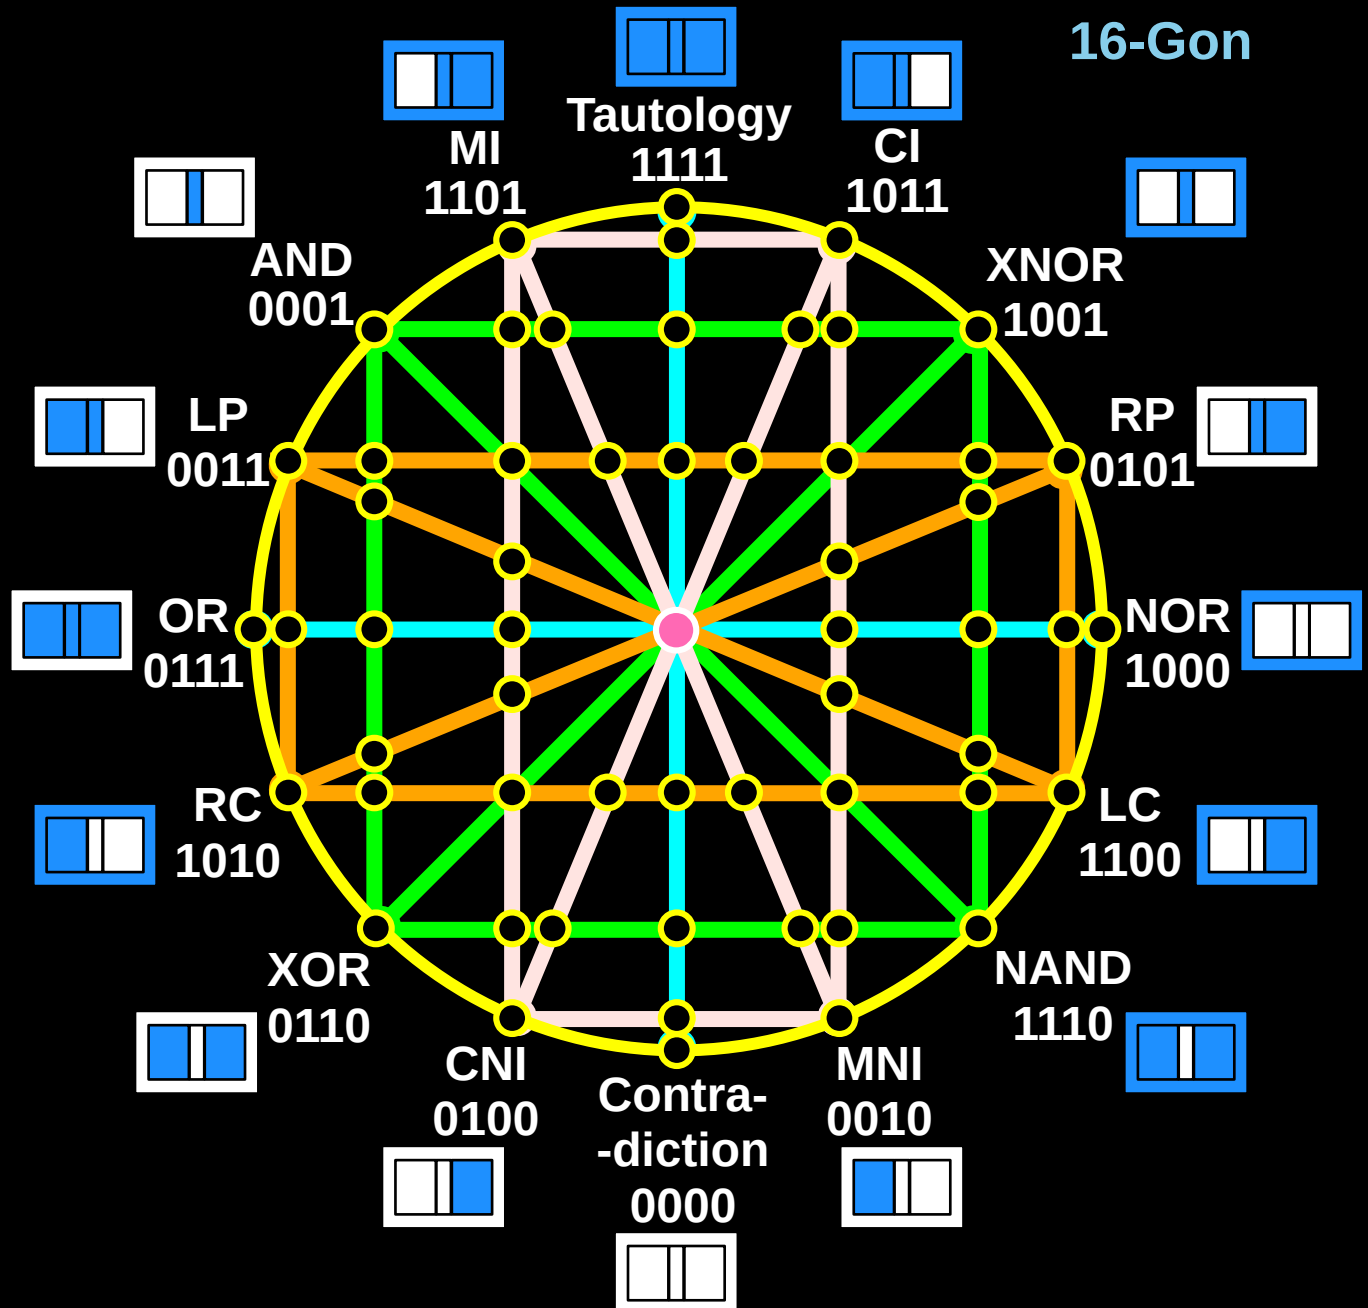 16-Gon
Tautology
1111
MI
1101
CI
1011
AND
0001
XNOR
1001
LP
0011
RP
0101
OR
0111
NOR
1000
RC
1010
LC
1100
XOR
0110
NAND
1110
CNI
0100
Contra-
-diction
0000
MNI
0010